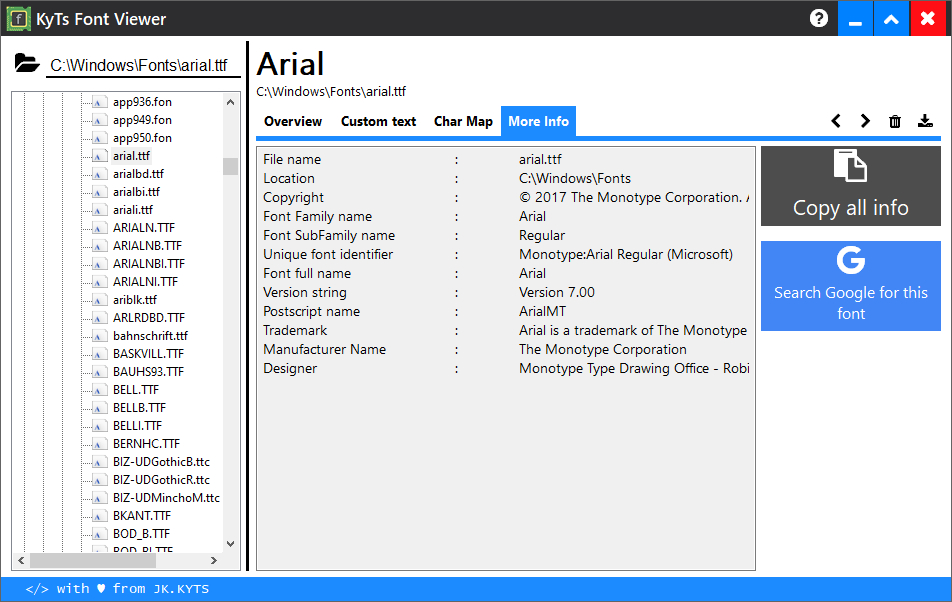 KyTs Font Viewer
C:\Windows\Fonts\arial.ttf
app936.fon
app949.fon
app950.fon
arial.ttf
arialbd.ttf
arialbi.ttf
ariali.ttf
ARIALN.TTF
ARIALNB.TTF
ARIALNBI.TTF
ARIALNI.TTF
ariblk.ttf
ARLRDBD.TTF
bahnschrift.ttf
BASKVILL.TTF
BAUHS93.TTF
BELL.TTF
BELLB.TTF
BELLI.TTF
BERNHC.TTF
BIZ-UDGothicB.ttc
BIZ-UDGothicR.ttc
BIZ-UDMinchoM.ttc
BKANT.TTF
BOD_B.TTF
BOD_BI.TTF
Arial
C:\Windows\Fonts\arial.ttf
Overview Custom text Char Map More Info
File name : arial.ttf
Location : C:\Windows\Fonts
Copyright : © 2017 The Monotype Corporation.
Font Family name : Arial
Font SubFamily name : Regular
Unique font identifier : Monotype:Arial Regular (Microsoft)
Font full name : Arial
Version string : Version 7.00
Postscript name : ArialMT
Trademark : Arial is a trademark of The Monotype
Manufacturer Name : The Monotype Corporation
Designer : Monotype Type Drawing Office - Robi
Copy all info
Search Google for this
font
</> with ♥ from JK.KYTS